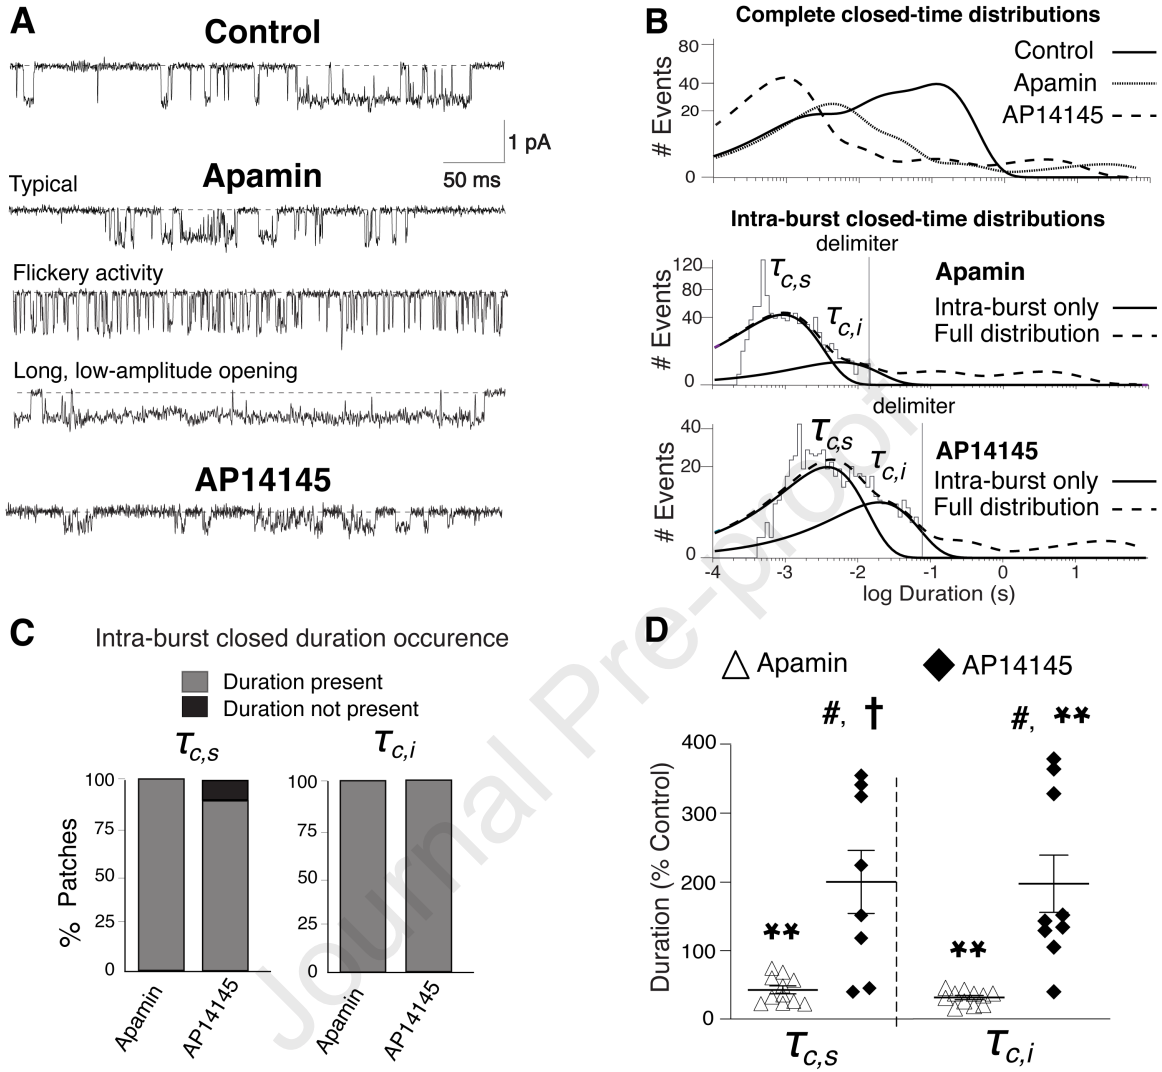 A
Control
1 pA
50 ms
Typical
Apamin
Flickery activity
Long, low-amplitude opening
AP14145
B
Complete closed-time distributions
Control
Apamin
AP14145
# Events
80
40
20
0
Intra-burst closed-time distributions
delimiter
Apamin
Intra-burst only
Full distribution
τc,s
τc,i
# Events
120
80
40
0
delimiter
AP14145
Intra-burst only
Full distribution
τc,s
τc,i
# Events
40
20
0
-4 -3 -2 -1 0 1
log Duration (s)
C
Intra-burst closed duration occurence
Duration present
Duration not present
τc,s
τc,i
% Patches
100
75
50
25
0
Apamin AP14145
100
75
50
25
0
Apamin AP14145
D
Apamin AP14145
#, † #, **
Duration (% Control)
400
300
200
100
0
** **
τc,s τc,i
Journal Pre-proof